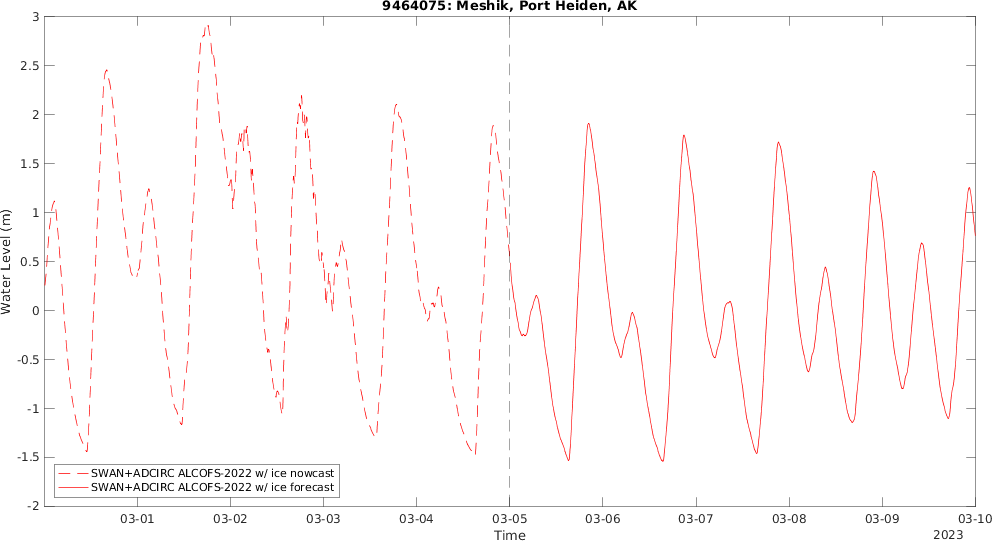 9464075: Meshik, Port Heiden, AK
Water Level (m)
3
2.5
2
1.5
1
0.5
0
-0.5
-1
-1.5
-2
SWAN+ADCIRC ALCOFS-2022 w/ ice nowcast
SWAN+ADCIRC ALCOFS-2022 w/ ice forecast
03-01 03-02 03-03 03-04 03-05 03-06 03-07 03-08 03-09 03-10
Time
2023